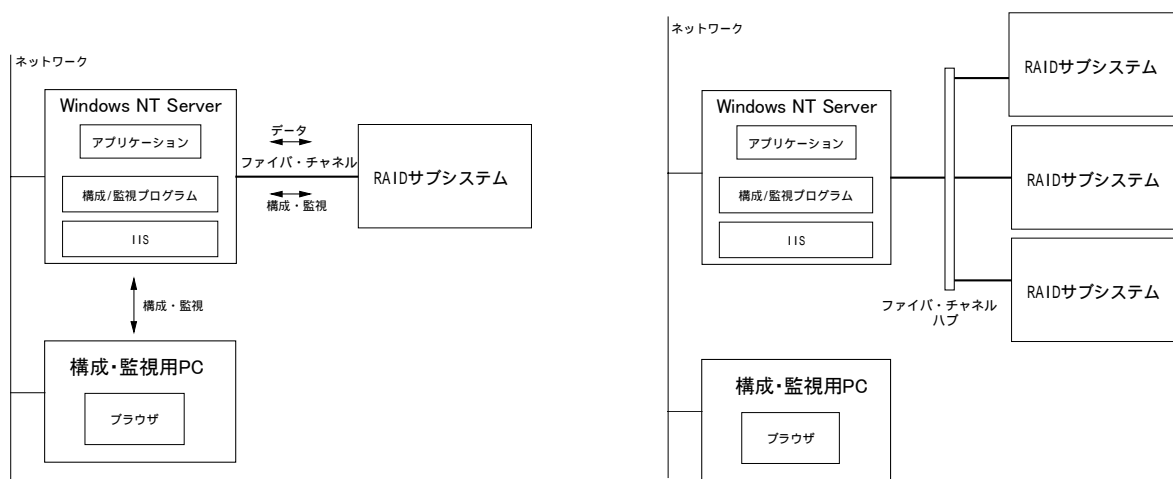 ネットワーク
Windows NT Server
アプリケーション
構成/監視プログラム
IIS
データ
ファイバ・チャネル
構成・監視
RAIDサブシステム
構成・監視
構成・監視用PC
ブラウザ
ネットワーク
Windows NT Server
アプリケーション
構成/監視プログラム
IIS
RAIDサブシステム
RAIDサブシステム
RAIDサブシステム
ファイバ・チャネル
ハブ
構成・監視用PC
ブラウザ